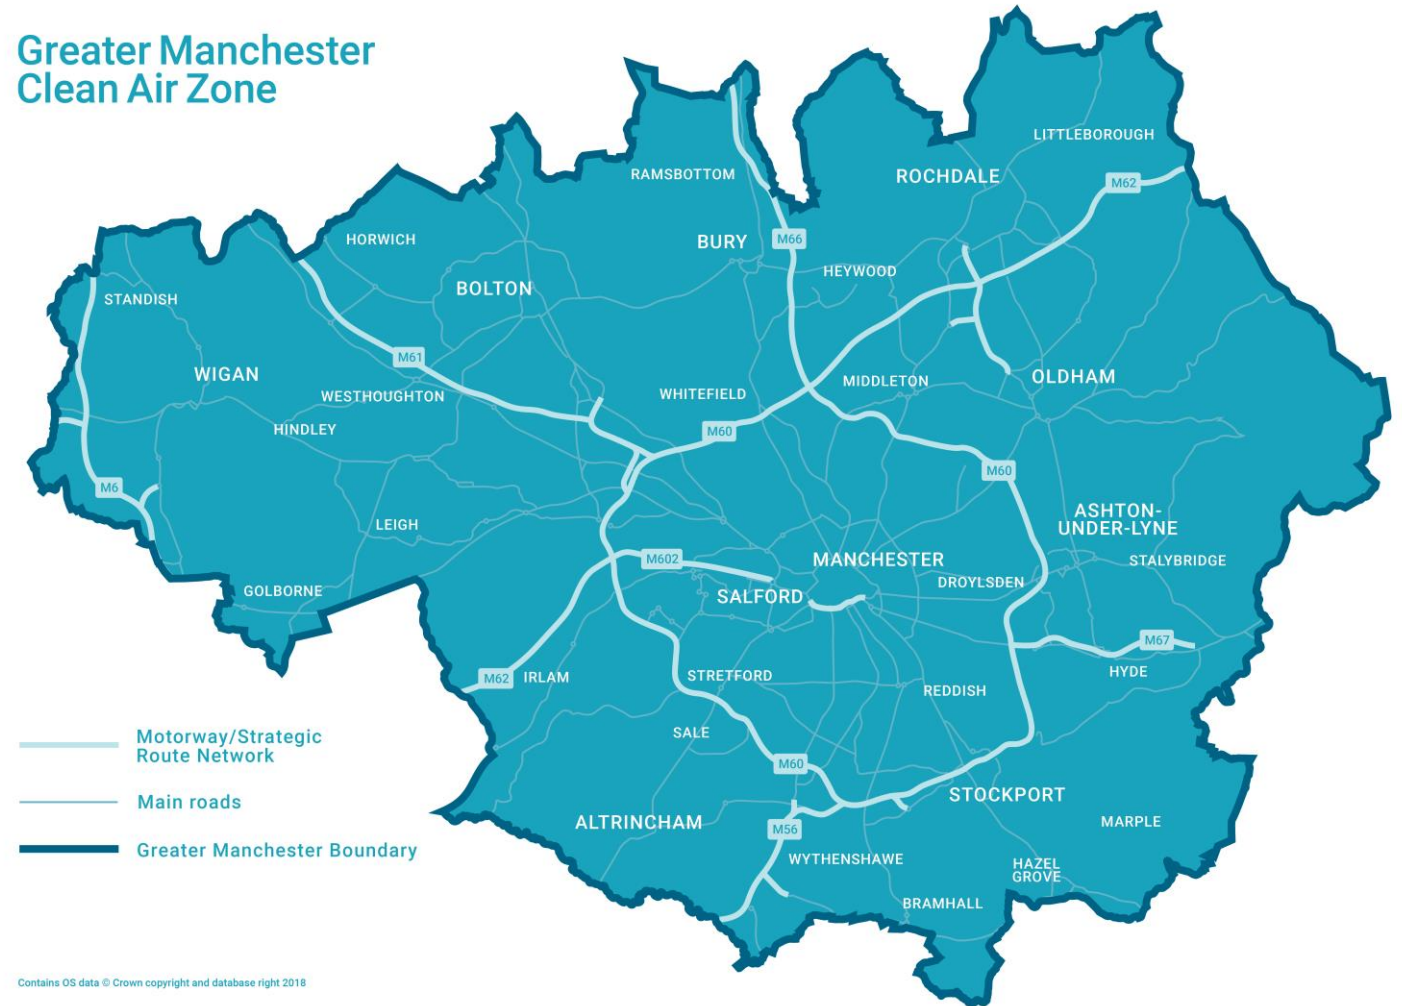 Greater Manchester
Clean Air Zone
LITTLEBOROUGH
RAMSBOTTOM
ROCHDALE
M62
HORWICH
BURY
M66
HEYWOOD
BOLTON
STANDISH
M61
WIGAN
WESTHOUGHTON
WHITEFIELD
MIDDLETON
OLDHAM
HINDLEY
M60
M60
M6
ASHTON-
UNDER-LYNE
LEIGH
M602
MANCHESTER
STALYBRIDGE
DROYLSDEN
GOLBORNE
SALFORD
M67
M62
IRLAM
STRETFORD
HYDE
REDDISH
SALE
Motorway/Strategic
Route Network
M60
Main roads
STOCKPORT
ALTRINCHAM
M56
MARPLE
Greater Manchester Boundary
WYTHENSHAWE
HAZEL
GROVE
BRAMHALL
Contains OS data © Crown copyright and database right 2018